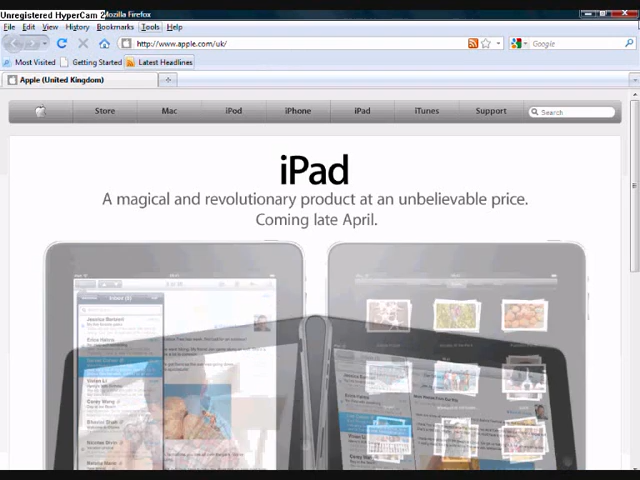 Unregistered HyperCam 2
Mozilla Firefox
File Edit View History Bookmarks Tools Help
http://www.apple.com/uk/
Google
Most Visited Getting Started Latest Headlines
Apple (United Kingdom)
Store Mac iPod iPhone iPad iTunes Support Search
iPad
A magical and revolutionary product at an unbelievable price.
Coming late April.